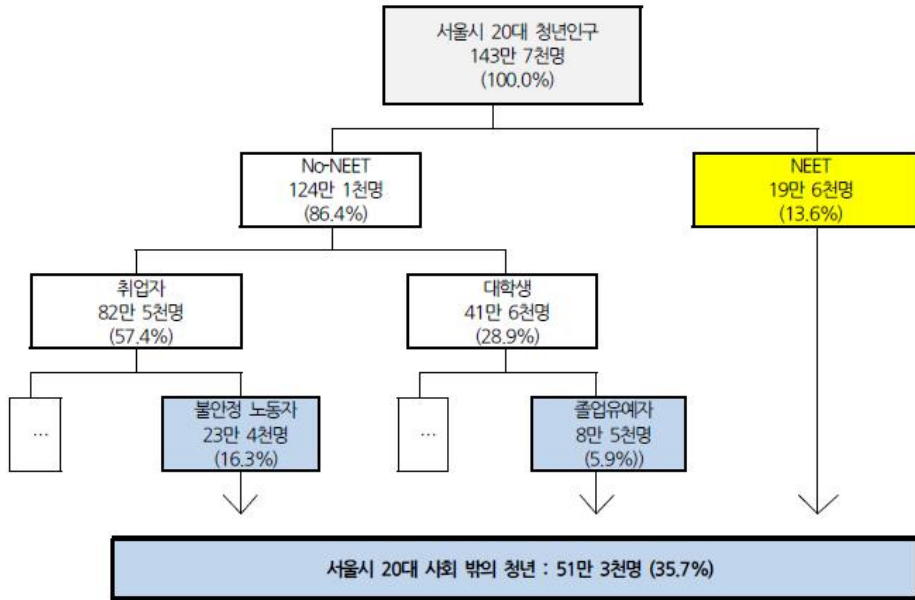 서울시 20대 청년인구
143만 7천명
(100.0%)
No-NEET
124만 1천명
(86.4%)
NEET
19만 6천명
(13.6%)
취업자
82만 5천명
(57.4%)
대학생
41만 6천명
(28.9%)
...
불안정 노동자
23만 4천명
(16.3%)
...
졸업유예자
8만 5천명
(5.9%))
서울시 20대 사회 밖의 청년 : 51만 3천명 (35.7%)